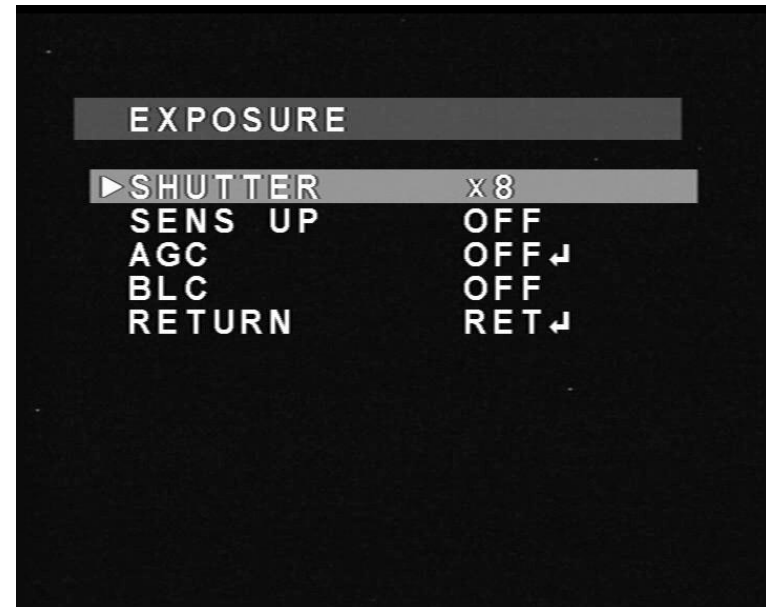 EXPOSURE
SHUTTER x8
SENS UP OFF
AGC OFF↲
BLC OFF
RETURN RET↲